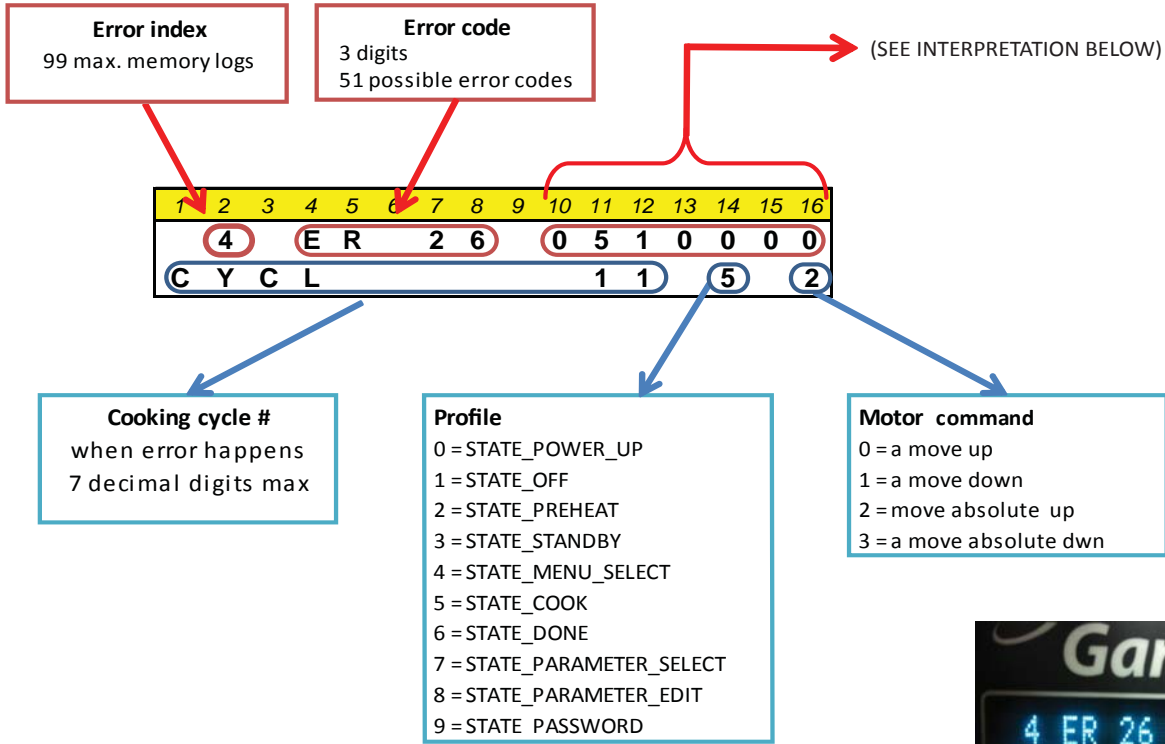 Error index
99 max. memory logs
Error code
3 digits
51 possible error codes
(SEE INTERPRETATION BELOW)
1 2 3 4 5 6 7 8 9 10 11 12 13 14 15 16
4 E R 2 6 0 5 1 0 0 0 0
C Y C L 1 1 5 2
Cooking cycle #
when error happens
7 decimal digits max
Profile
0 = STATE_POWER_UP
1 = STATE_OFF
2 = STATE_PREHEAT
3 = STATE_STANDBY
4 = STATE_MENU_SELECT
5 = STATE_COOK
6 = STATE_DONE
7 = STATE_PARAMETER_SELECT
8 = STATE_PARAMETER_EDIT
9 = STATE PASSWORD
Motor command
0 = a move up
1 = a move down
2 = move absolute up
3 = a move absolute dwn
Gar
4 ER 26